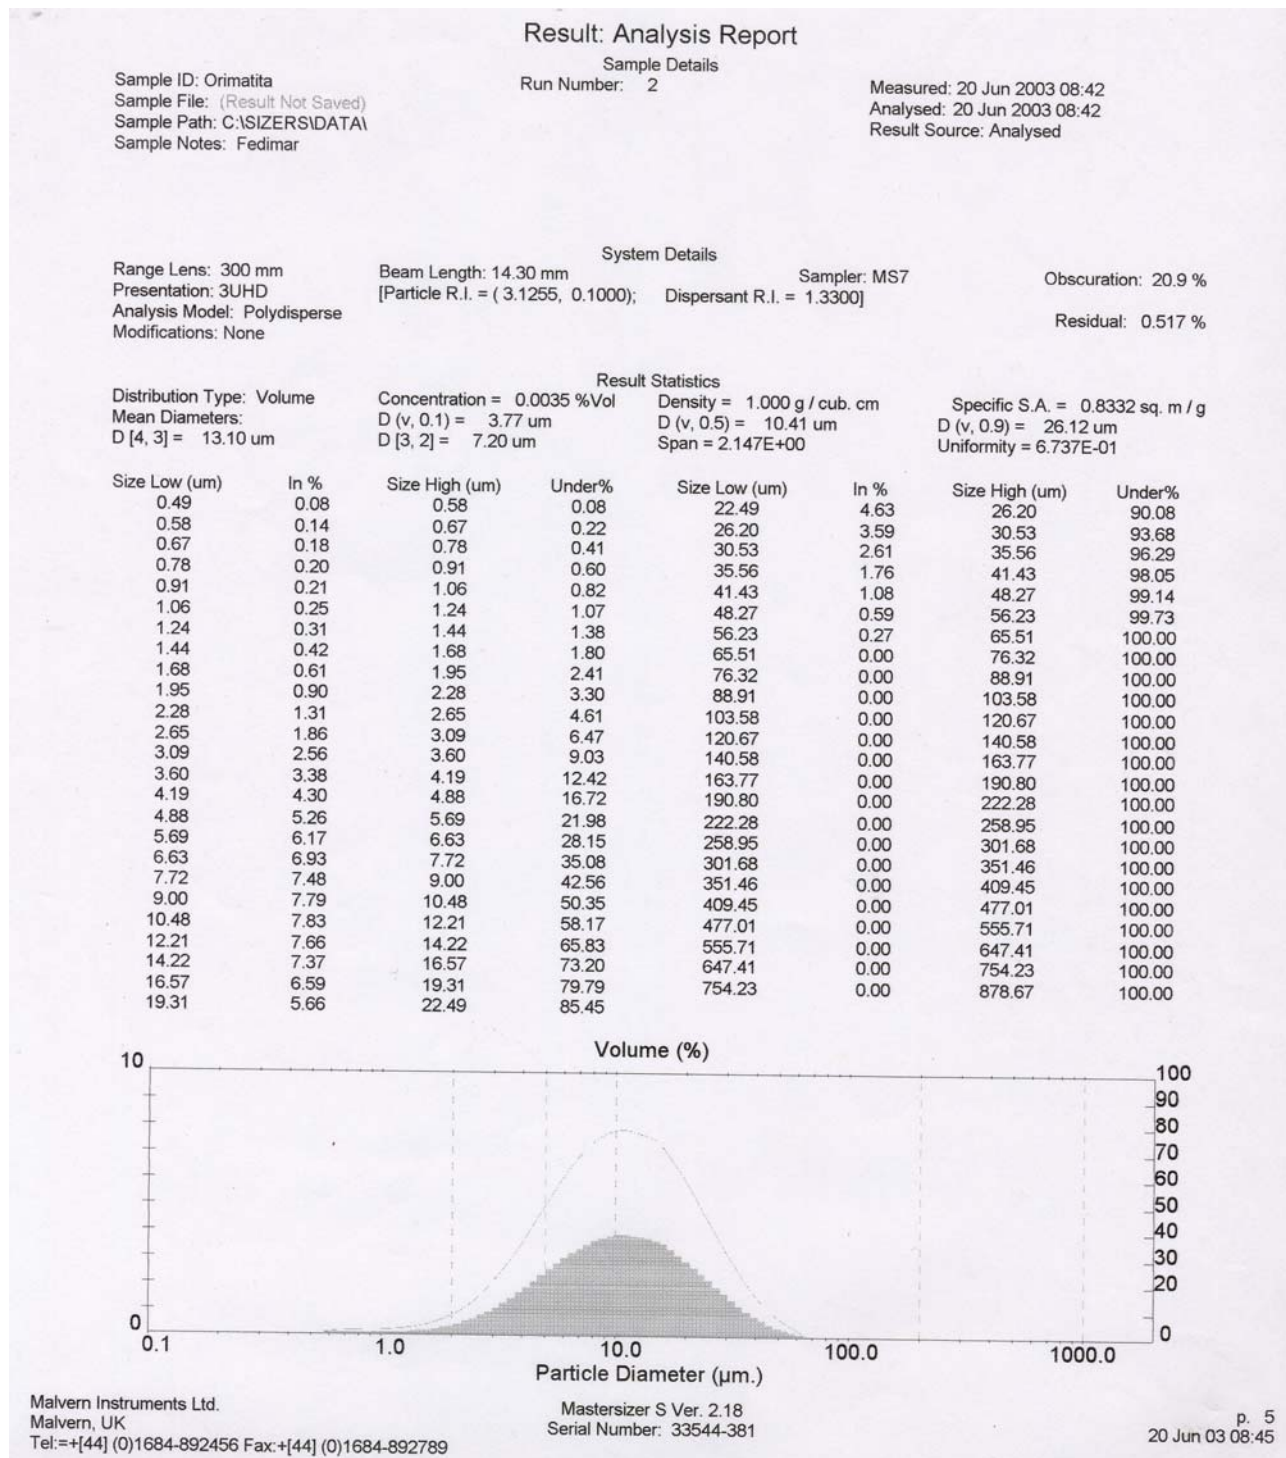 Result: Analysis Report
Sample Details
Sample ID: Orimatita Run Number: 2 Measured: 20 Jun 2003 08:42
Sample File: (Result Not Saved) Analysed: 20 Jun 2003 08:42
Sample Path: C:\SIZERS\DATA\ Result Source: Analysed
Sample Notes: Fedimar
System Details
Range Lens: 300 mm Beam Length: 14.30 mm Sampler: MS7 Obscuration: 20.9 %
Presentation: 3UHD [Particle R.I. = ( 3.1255, 0.1000); Dispersant R.I. = 1.3300]
Analysis Model: Polydisperse Residual: 0.517 %
Modifications: None
Result Statistics
Distribution Type: Volume Concentration = 0.0035 %Vol Density = 1.000 g / cub. cm Specific S.A. = 0.8332 sq. m / g
Mean Diameters: D (v, 0.1) = 3.77 um D (v, 0.5) = 10.41 um D (v, 0.9) = 26.12 um
D [4, 3] = 13.10 um D [3, 2] = 7.20 um Span = 2.147E+00 Uniformity = 6.737E-01
Size Low (um) In % Size High (um) Under% Size Low (um) In % Size High (um) Under%
0.49 0.08 0.58 0.08 22.49 4.63 26.20 90.08
0.58 0.14 0.67 0.22 26.20 3.59 30.53 93.68
0.67 0.18 0.78 0.41 30.53 2.61 35.56 96.29
0.78 0.20 0.91 0.60 35.56 1.76 41.43 98.05
0.91 0.21 1.06 0.82 41.43 1.08 48.27 99.14
1.06 0.25 1.24 1.07 48.27 0.59 56.23 99.73
1.24 0.31 1.44 1.38 56.23 0.27 65.51 100.00
1.44 0.42 1.68 1.80 65.51 0.00 76.32 100.00
1.68 0.61 1.95 2.41 76.32 0.00 88.91 100.00
1.95 0.90 2.28 3.30 88.91 0.00 103.58 100.00
2.28 1.31 2.65 4.61 103.58 0.00 120.67 100.00
2.65 1.86 3.09 6.47 120.67 0.00 140.58 100.00
3.09 2.56 3.60 9.03 140.58 0.00 163.77 100.00
3.60 3.38 4.19 12.42 163.77 0.00 190.80 100.00
4.19 4.30 4.88 16.72 190.80 0.00 222.28 100.00
4.88 5.26 5.69 21.98 222.28 0.00 258.95 100.00
5.69 6.17 6.63 28.15 258.95 0.00 301.68 100.00
6.63 6.93 7.72 35.08 301.68 0.00 351.46 100.00
7.72 7.48 9.00 42.56 351.46 0.00 409.45 100.00
9.00 7.79 10.48 50.35 409.45 0.00 477.01 100.00
10.48 7.83 12.21 58.17 477.01 0.00 555.71 100.00
12.21 7.66 14.22 65.83 555.71 0.00 647.41 100.00
14.22 7.37 16.57 73.20 647.41 0.00 754.23 100.00
16.57 6.59 19.31 79.79 754.23 0.00 878.67 100.00
19.31 5.66 22.49 85.45
Volume (%)
10 100
90
80
70
60
50
40
30
20
0 0
0.1 1.0 10.0 100.0 1000.0
Particle Diameter (µm.)
Malvern Instruments Ltd. Mastersizer S Ver. 2.18 p. 5
Malvern, UK Serial Number: 33544-381 20 Jun 03 08:45
Tel:=+[44] (0)1684-892456 Fax:+[44] (0)1684-892789